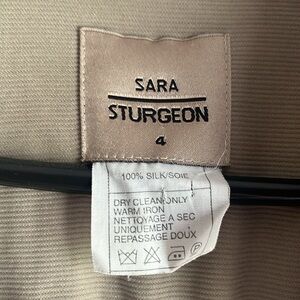 SARA
STURGEON
4
100% SILK/SOIE
DRY CLEAN ONLY
WARM IRON
NETTOYAGE A SEC
UNIQUEMENT
REPASSAGE DOUX
P